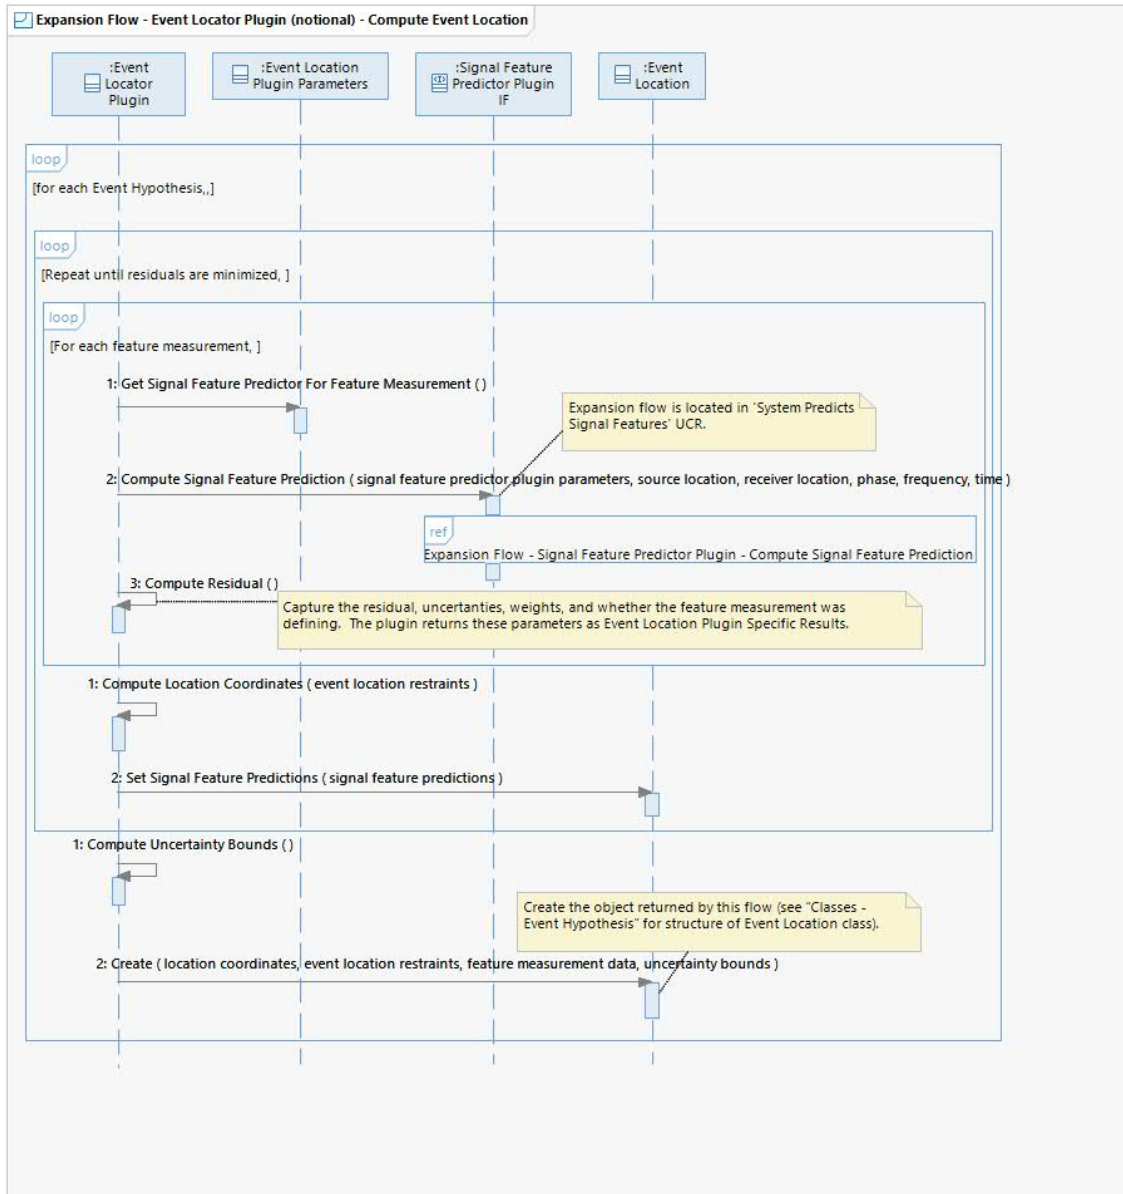 Expansion Flow - Event Locator Plugin (notional) - Compute Event Location
:Event
Locator
Plugin
:Event Location
Plugin Parameters
:Signal Feature
Predictor Plugin
IF
:Event
Location
loop
[for each Event Hypothesis,,]
loop
[Repeat until residuals are minimized, ]
loop
[For each feature measurement, ]
1: Get Signal Feature Predictor For Feature Measurement ( )
Expansion flow is located in 'System Predicts
Signal Features' UCR.
2: Compute Signal Feature Prediction ( signal feature predictor plugin parameters, source location, receiver location, phase, frequency, time )
ref
Expansion Flow - Signal Feature Predictor Plugin - Compute Signal Feature Prediction
3: Compute Residual ( )
Capture the residual, uncertanties, weights, and whether the feature measurement was
defining.  The plugin returns these parameters as Event Location Plugin Specific Results.
1: Compute Location Coordinates ( event location restraints )
2: Set Signal Feature Predictions ( signal feature predictions )
1: Compute Uncertainty Bounds ( )
Create the object returned by this flow (see "Classes -
Event Hypothesis" for structure of Event Location class).
2: Create ( location coordinates, event location restraints, feature measurement data, uncertainty bounds )